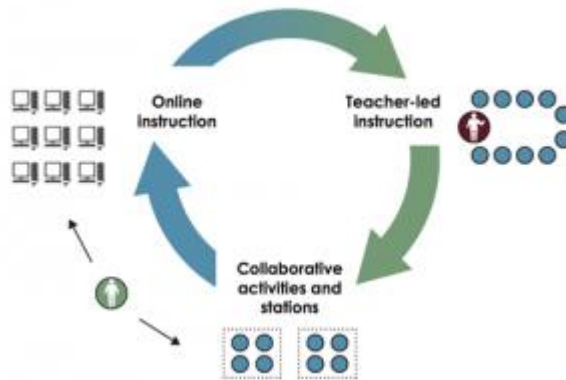 Online
instruction
Teacher-led
instruction
Collaborative
activities and
stations